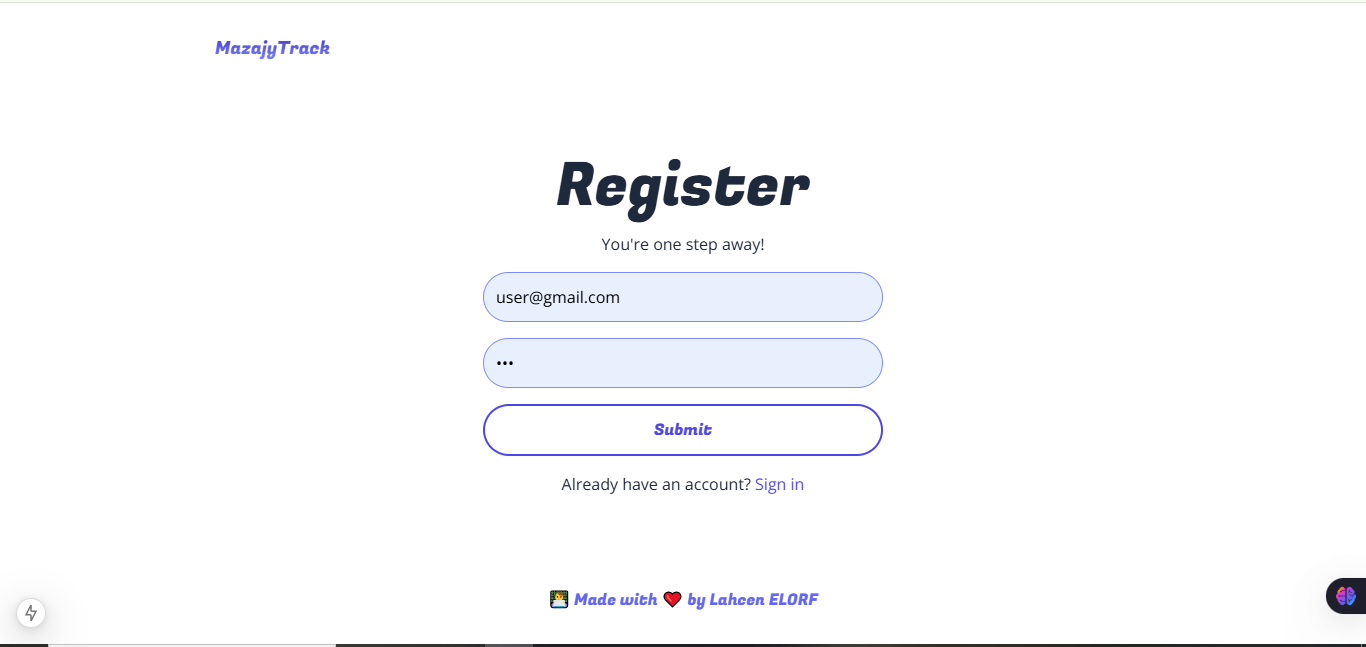 MazajyTrack
Register
You're one step away!
user@gmail.com
•••
Submit
Already have an account? Sign in
👨‍💻 Made with ❤️ by Lahcen ELORF